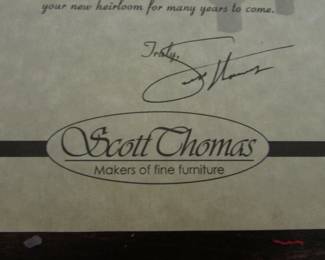 your new heirloom for many years to come.
Truly,
Scott Thomas
Makers of fine furniture